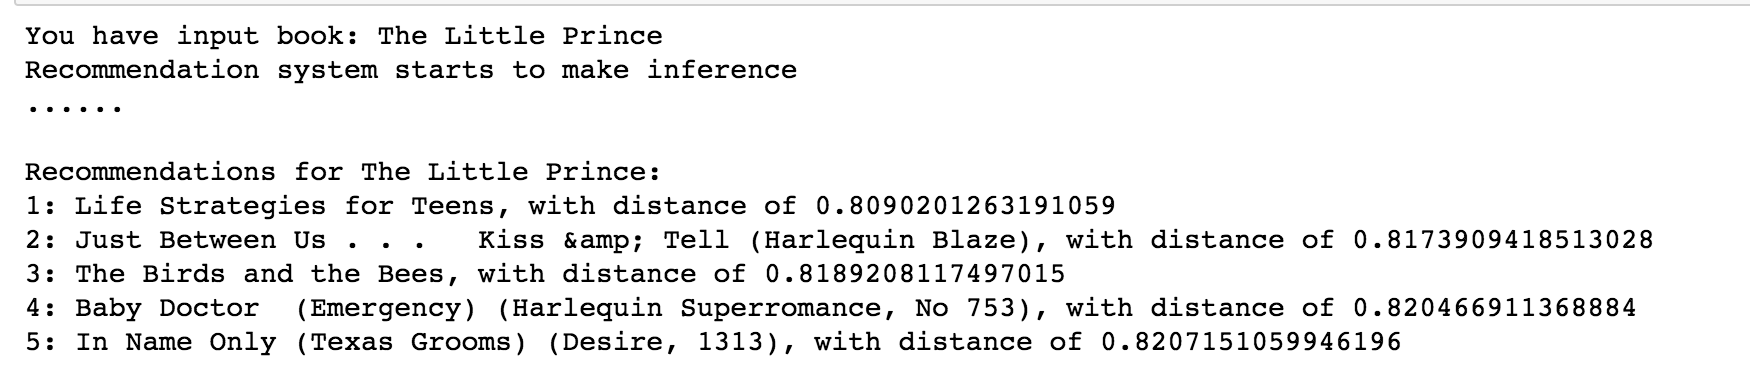 You have input book: The Little Prince
Recommendation system starts to make inference
......
Recommendations for The Little Prince:
1: Life Strategies for Teens, with distance of 0.8090201263191059
2: Just Between Us . . .   Kiss &amp; Tell (Harlequin Blaze), with distance of 0.8173909418513028
3: The Birds and the Bees, with distance of 0.8189208117497015
4: Baby Doctor  (Emergency) (Harlequin Superromance, No 753), with distance of 0.820466911368884
5: In Name Only (Texas Grooms) (Desire, 1313), with distance of 0.8207151059946196